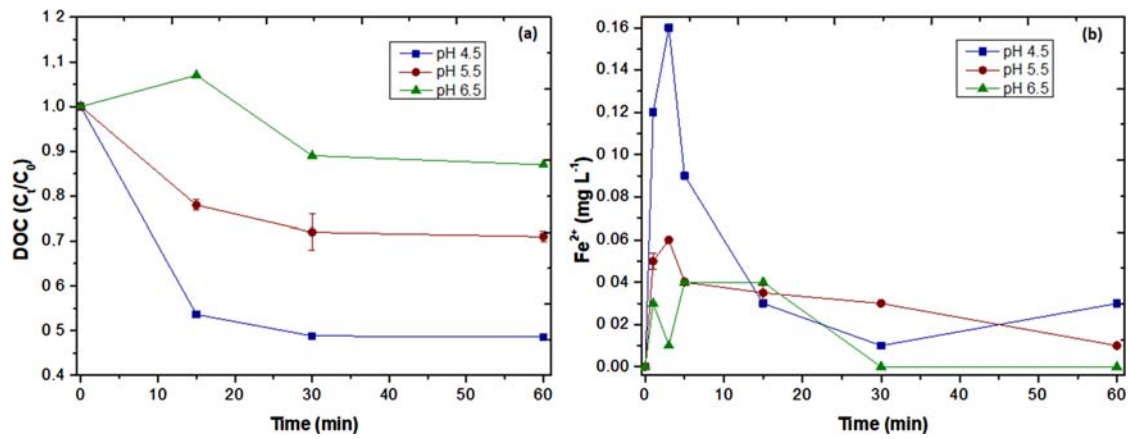 (a)
pH 4.5
pH 5.5
pH 6.5
DOC (Ct/C0)
1.2
1.1
1.0
0.9
0.8
0.7
0.6
0.5
0.4
0 10 20 30 40 50 60
Time (min)
(b)
pH 4.5
pH 5.5
pH 6.5
Fe²⁺ (mg L⁻¹)
0.16
0.14
0.12
0.10
0.08
0.06
0.04
0.02
0.00
0 10 20 30 40 50 60
Time (min)